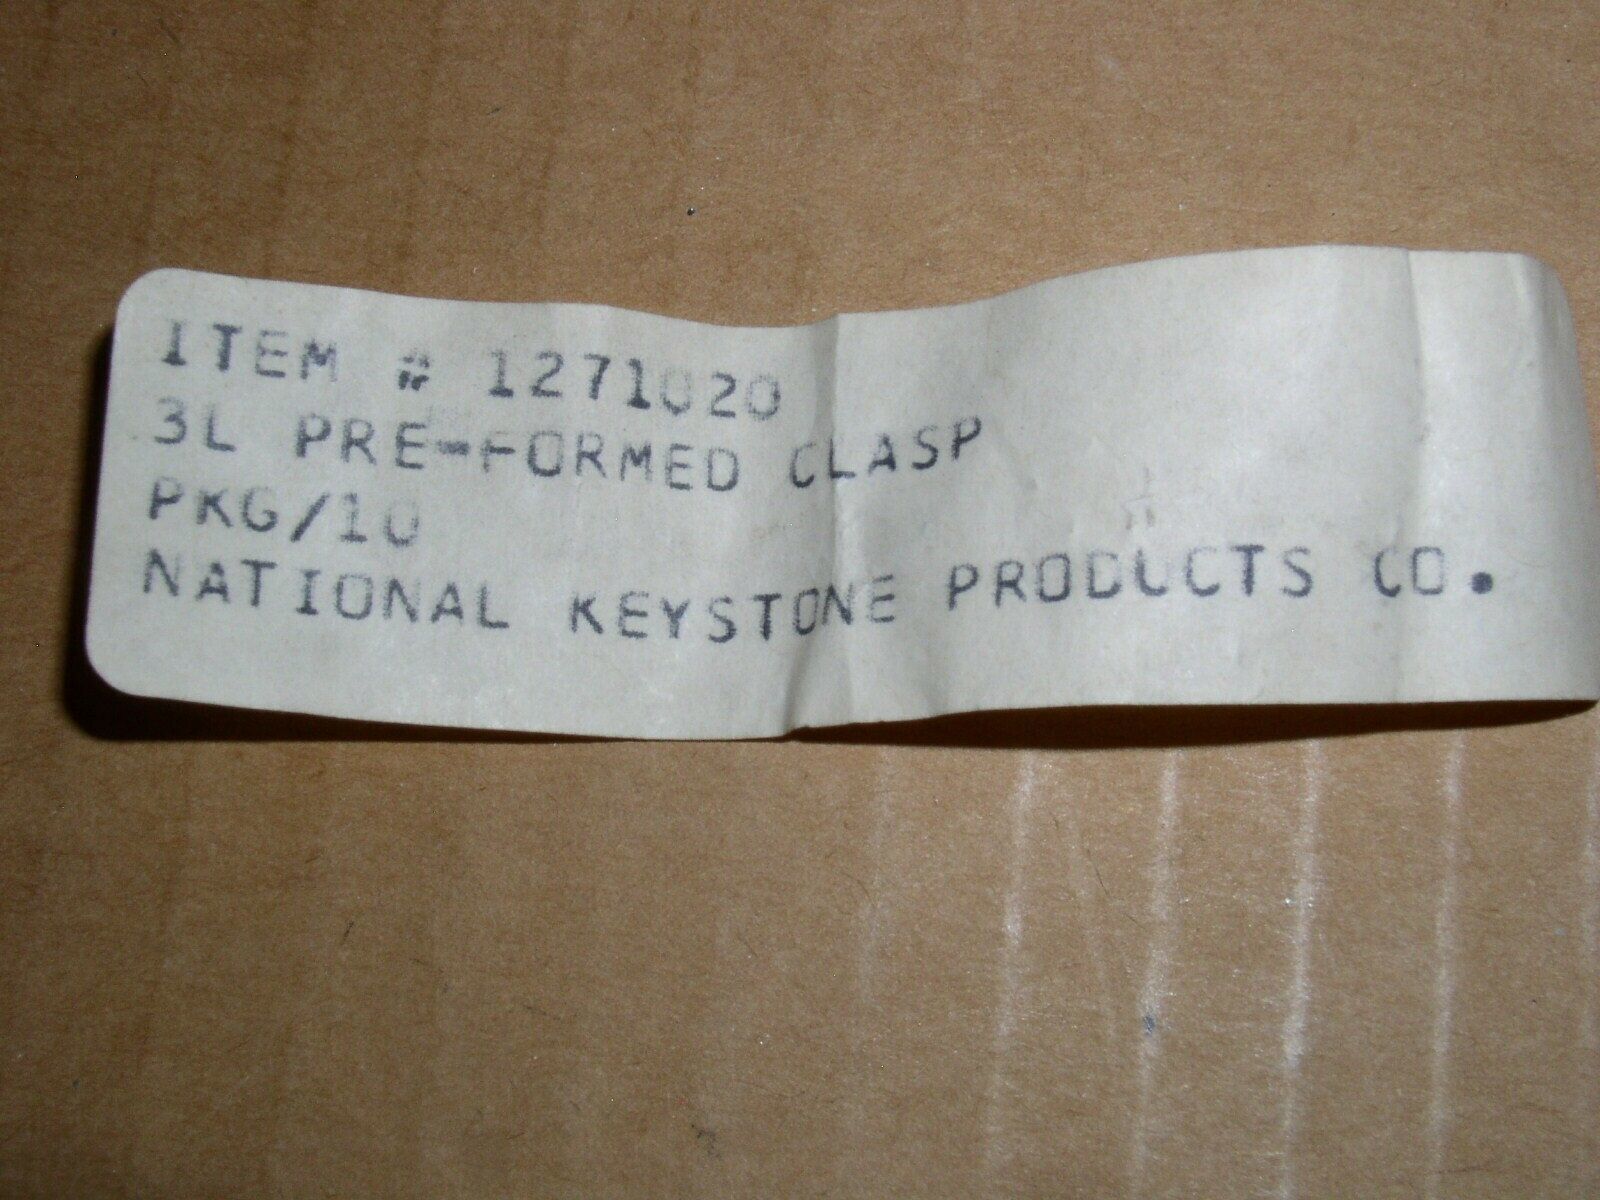 ITEM # 1271020
3L PRE-FORMED CLASP
PKG/10
NATIONAL KEYSTONE PRODUCTS CO.